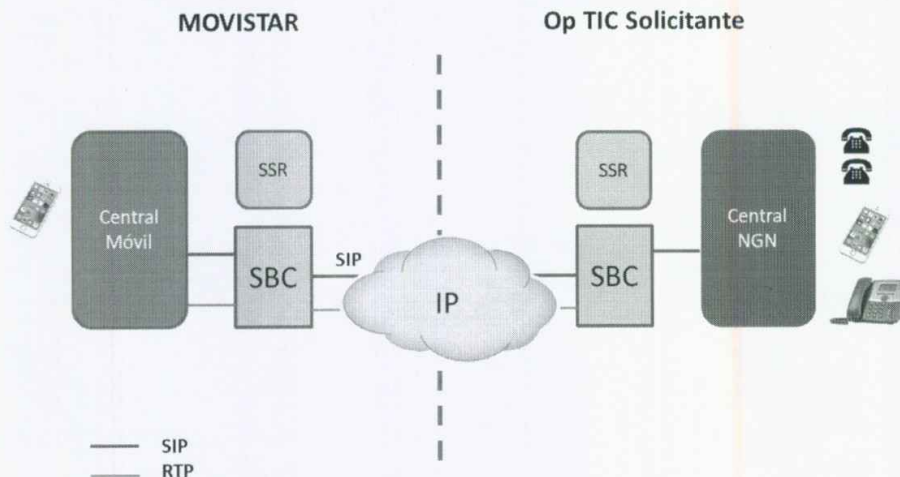 MOVISTAR
Op TIC Solicitante
SSR
SSR
Central
Móvil
Central
NGN
SBC
SIP
IP
SBC
SIP
RTP